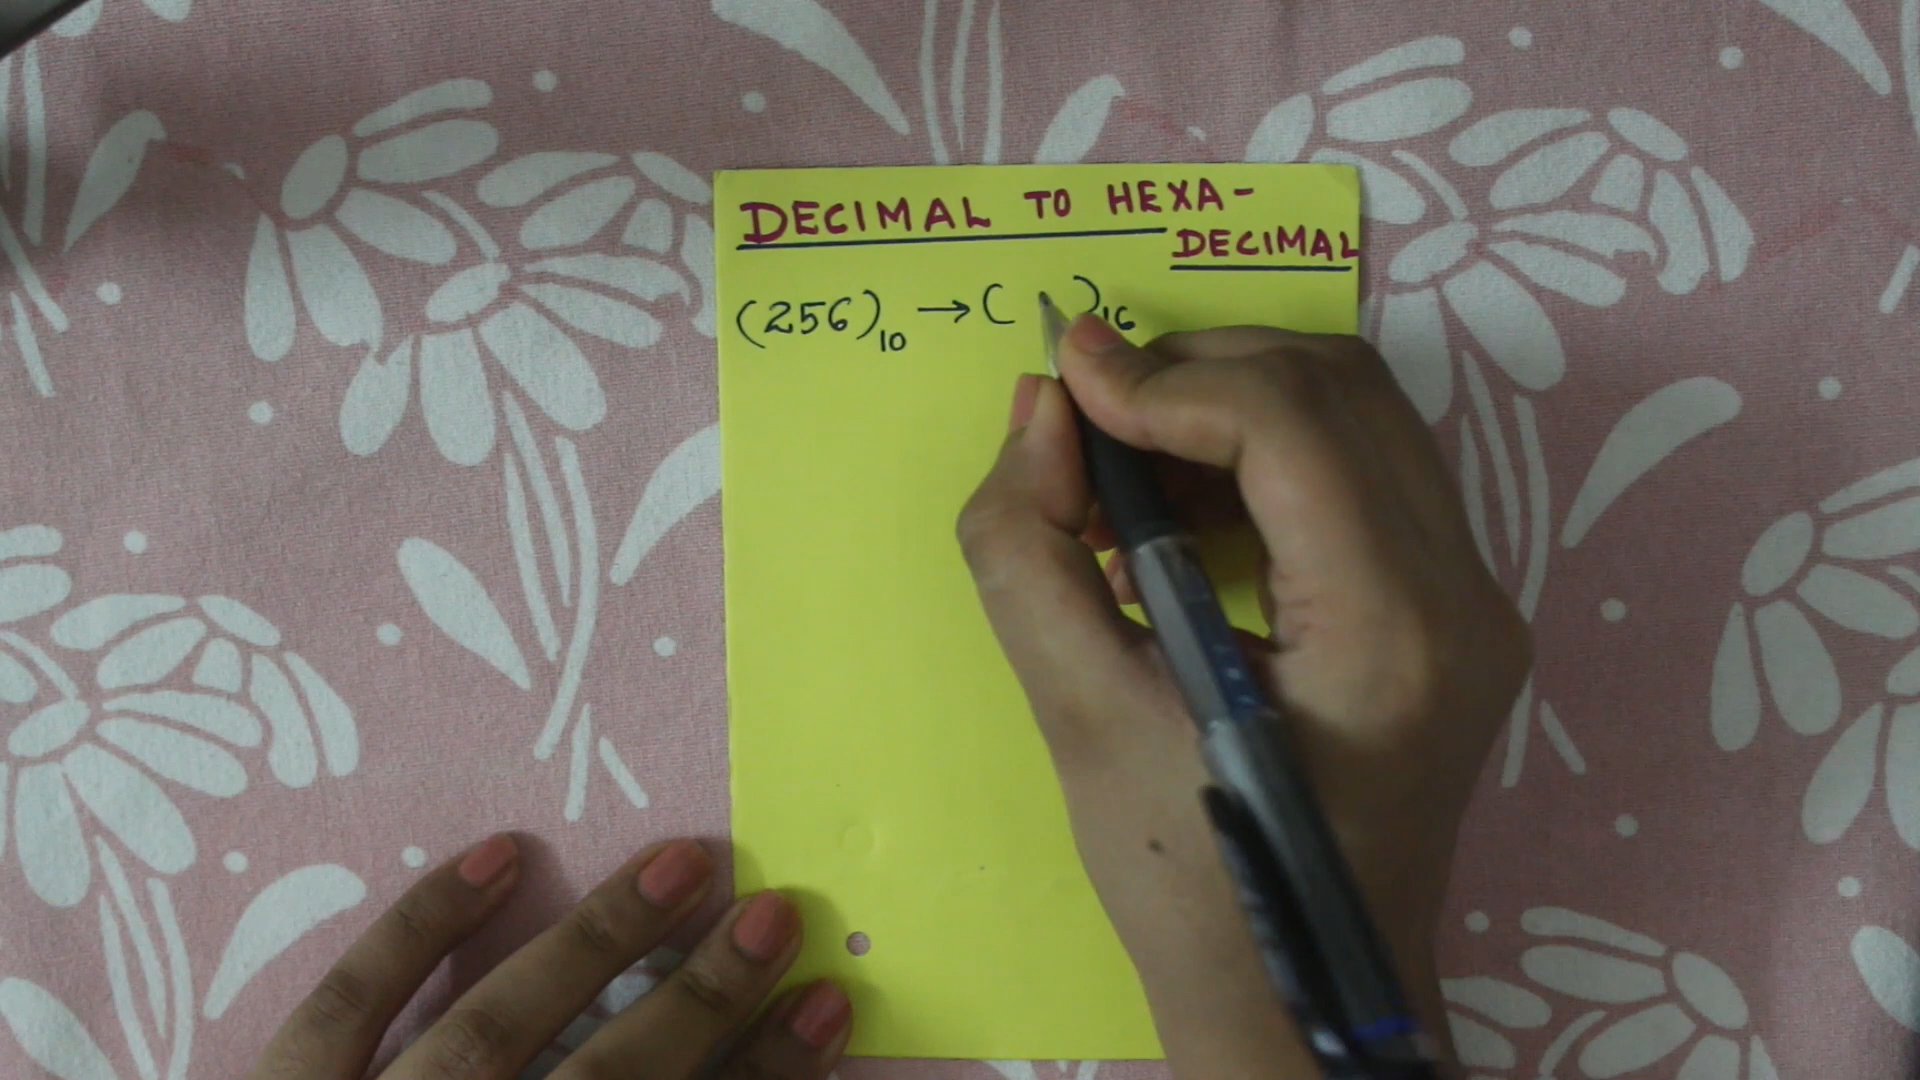 DECIMAL TO HEXA-
DECIMAL
(256)10 → ( )16